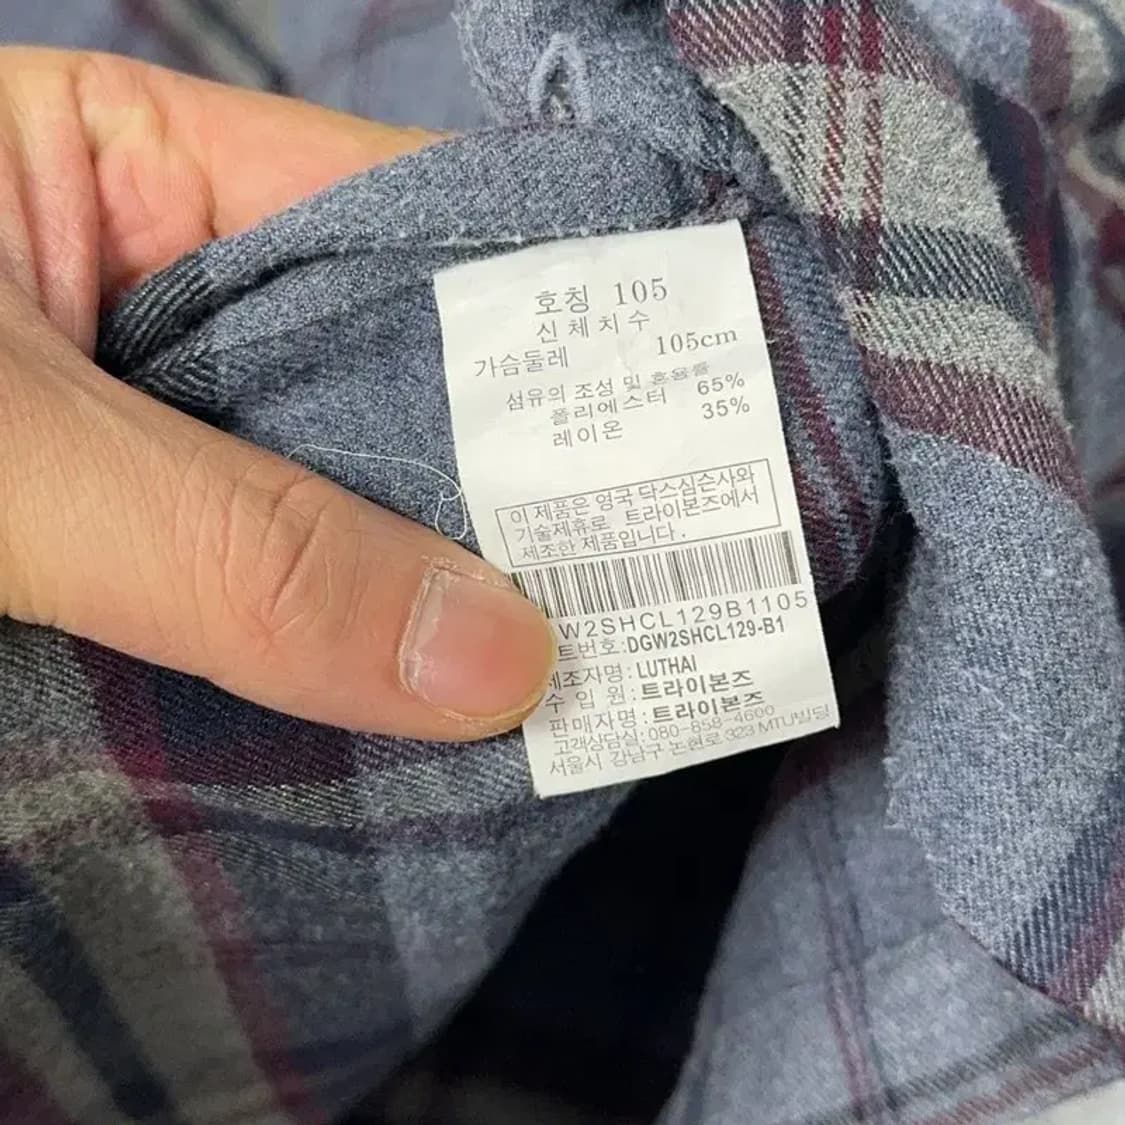 호칭 105
신체치수
가슴둘레 105cm
섬유의 조성 및 혼용률
폴리에스터 65%
레이온 35%
이 제품은 영국 닥스심슨사와
기술제휴로 트라이본즈에서
제조한 제품입니다.
W2SHCL129B1105
트번호:DGW2SHCL129-B1
제조자명:LUTHAI
수 입 원:트라이본즈
판매자명:트라이본즈
고객상담실:080-858-4600
서울시 강남구 논현로 323 MTU빌딩